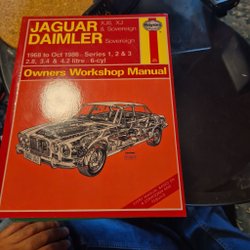 JAGUAR XJ6, XJ
& Sovereign
DAIMLER Sovereign
Haynes
1968 to Oct 1986 Series 1, 2 & 3
2.8, 3.4 & 4.2 litre 6-cyl
Owners Workshop Manual